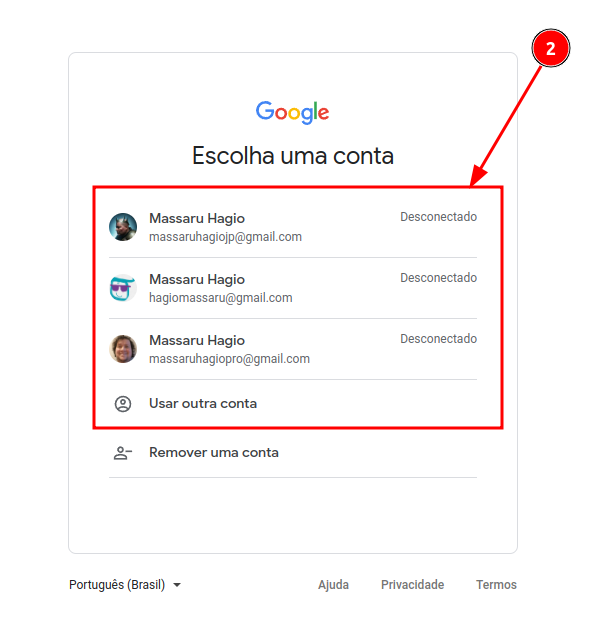 2
Google
Escolha uma conta
Massaru Hagio
Desconectado
massaruhagiojp@gmail.com
Massaru Hagio
Desconectado
hagiomassaru@gmail.com
Massaru Hagio
Desconectado
massaruhagiopro@gmail.com
Usar outra conta
Remover uma conta
Português (Brasil)
Ajuda
Privacidade
Termos